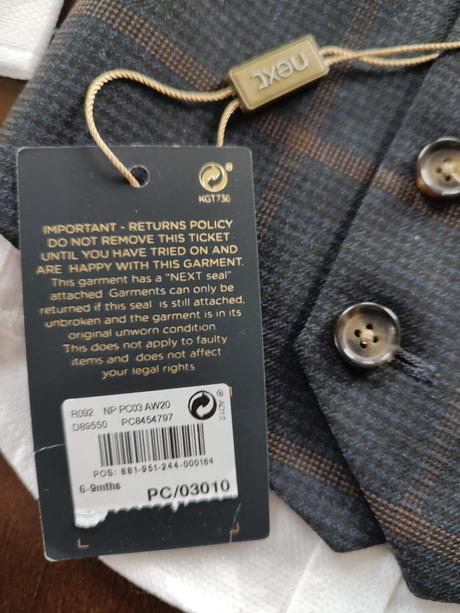 next
KGT736
IMPORTANT - RETURNS POLICY
DO NOT REMOVE THIS TICKET
UNTIL YOU HAVE TRIED ON AND
ARE HAPPY WITH THIS GARMENT.
This garment has a "NEXT seal"
attached. Garments can only be
returned if this seal is still attached,
unbroken and the garment is in its
original unworn condition
This does not apply to faulty
items and does not affect
your legal rights
R092 NP PC03 AW20
D89550 PC8454797
AD12
POS: 881-951-244-000164
6-9mths PC/03010